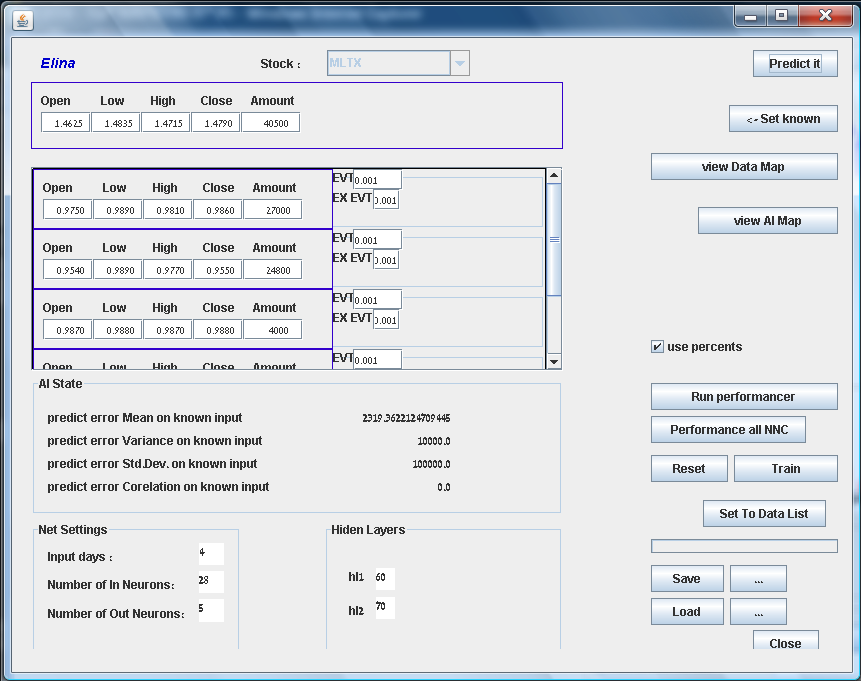 Elina Stock : MLTX Predict it
Open Low High Close Amount
1.4625 1.4835 1.4715 1.4790 40500
<- Set known
view Data Map
view AI Map
Open Low High Close Amount EVT 0.001
0.9750 0.9890 0.9810 0.9860 27000 EX EVT 0.001
Open Low High Close Amount EVT 0.001
0.9540 0.9890 0.9770 0.9550 24800 EX EVT 0.001
Open Low High Close Amount EVT 0.001
0.9870 0.9880 0.9870 0.9880 4000 EX EVT 0.001
Open Low High Close Amount EVT 0.001
use percents
AI State
predict error Mean on known input 2319.3622124709445
predict error Variance on known input 10000.0
predict error Std.Dev. on known input 100000.0
predict error Corelation on known input 0.0
Run performancer
Performance all NNC
Reset Train
Set To Data List
Net Settings
Input days : 4
Number of In Neurons: 28
Number of Out Neurons: 5
Hiden Layers
hl1 60
hl2 70
Save ...
Load ...
Close